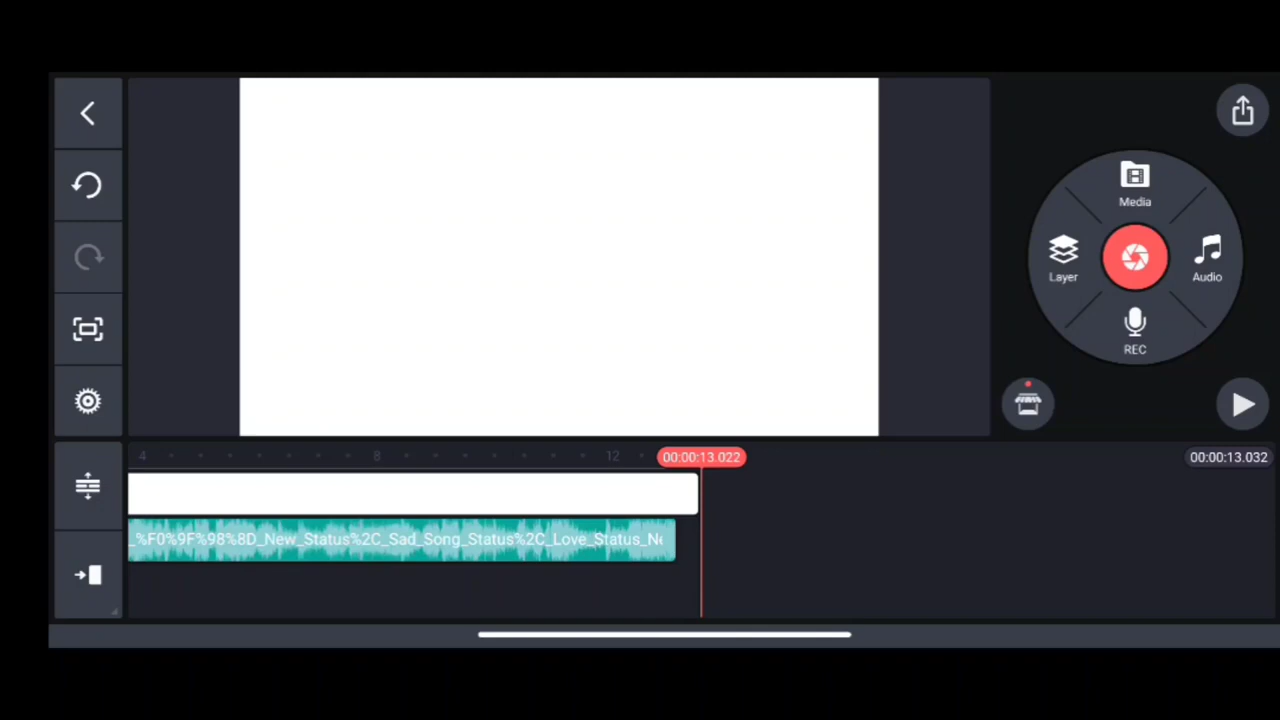 Media
Layer
Audio
REC
4
8
12
00:00:13.022
00:00:13.032
_%F0%9F%98%8D_New_Status%2C_Sad_Song_Status%2C_Love_Status_Ne